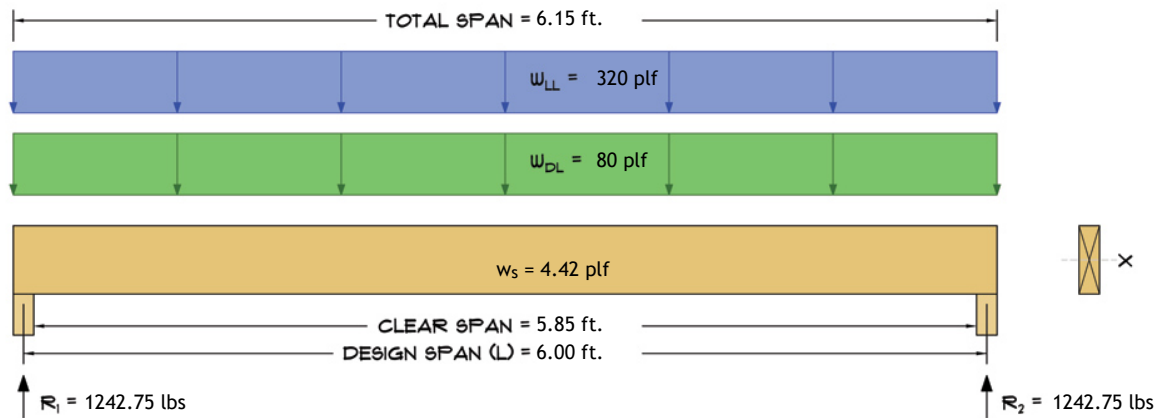 TOTAL SPAN = 6.15 ft.
wLL = 320 plf
wDL = 80 plf
ws = 4.42 plf
X
CLEAR SPAN = 5.85 ft.
DESIGN SPAN (L) = 6.00 ft.
R1 = 1242.75 lbs
R2 = 1242.75 lbs